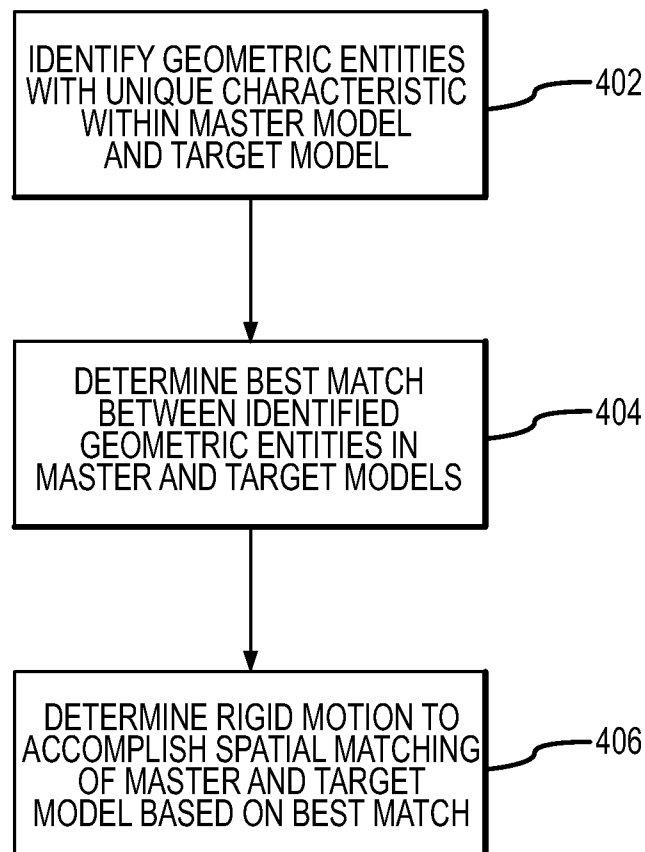 IDENTIFY GEOMETRIC ENTITIES
WITH UNIQUE CHARACTERISTIC
WITHIN MASTER MODEL
AND TARGET MODEL
402
DETERMINE BEST MATCH
BETWEEN IDENTIFIED
GEOMETRIC ENTITIES IN
MASTER AND TARGET MODELS
404
DETERMINE RIGID MOTION TO
ACCOMPLISH SPATIAL MATCHING
OF MASTER AND TARGET
MODEL BASED ON BEST MATCH
406